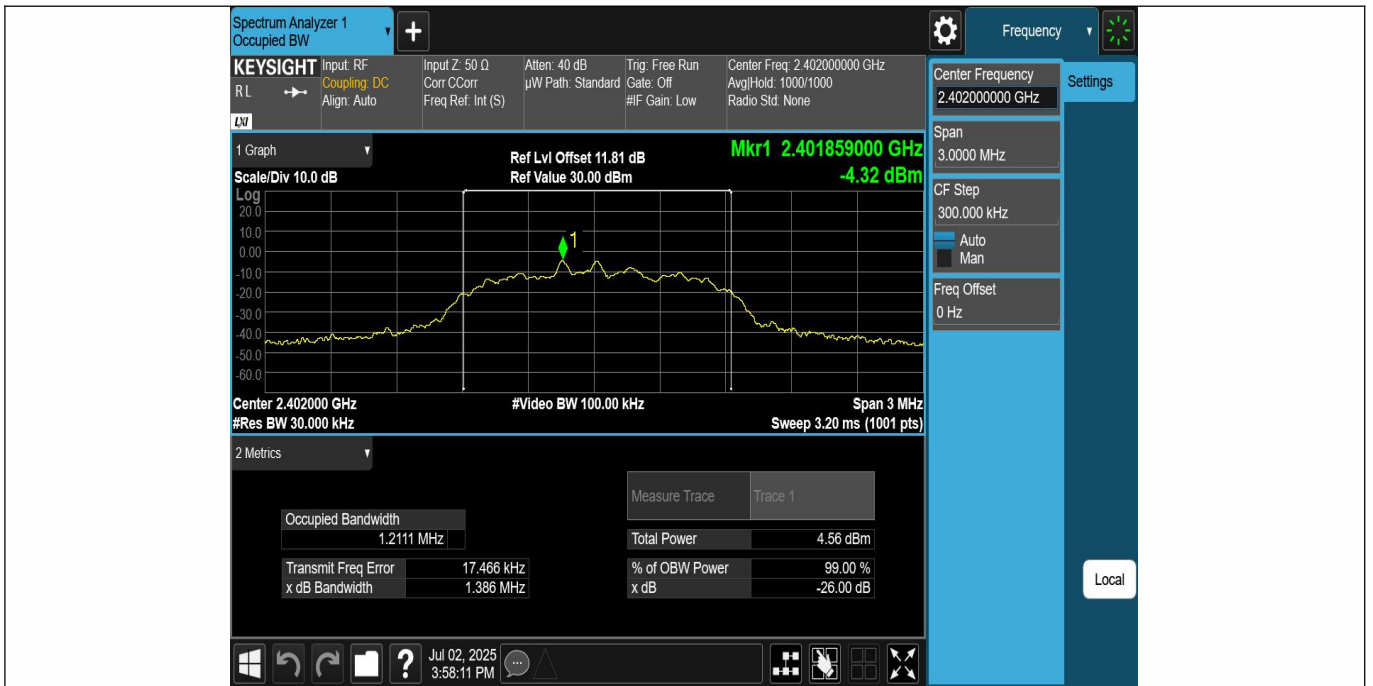 Spectrum Analyzer 1
Occupied BW
Frequency
KEYSIGHT
RL
LXI
Input: RF
Coupling: DC
Align: Auto
Input Z: 50 Ω
Corr CCorr
Freq Ref: Int (S)
Atten: 40 dB
µW Path: Standard
Trig: Free Run
Gate: Off
#IF Gain: Low
Center Freq: 2.402000000 GHz
Avg|Hold: 1000/1000
Radio Std: None
Center Frequency
2.402000000 GHz
Settings
Span
3.0000 MHz
CF Step
300.000 kHz
Auto
Man
Freq Offset
0 Hz
Local
1 Graph
Scale/Div 10.0 dB
Ref Lvl Offset 11.81 dB
Ref Value 30.00 dBm
Mkr1 2.401859000 GHz
-4.32 dBm
Log
20.0
10.0
0.00
-10.0
-20.0
-30.0
-40.0
-50.0
-60.0
1
Center 2.402000 GHz
#Video BW 100.00 kHz
Span 3 MHz
#Res BW 30.000 kHz
Sweep 3.20 ms (1001 pts)
2 Metrics
Measure Trace
Trace 1
Occupied Bandwidth
1.2111 MHz
Total Power
4.56 dBm
Transmit Freq Error
17.466 kHz
% of OBW Power
99.00 %
x dB Bandwidth
1.386 MHz
x dB
-26.00 dB
?
Jul 02, 2025
3:58:11 PM